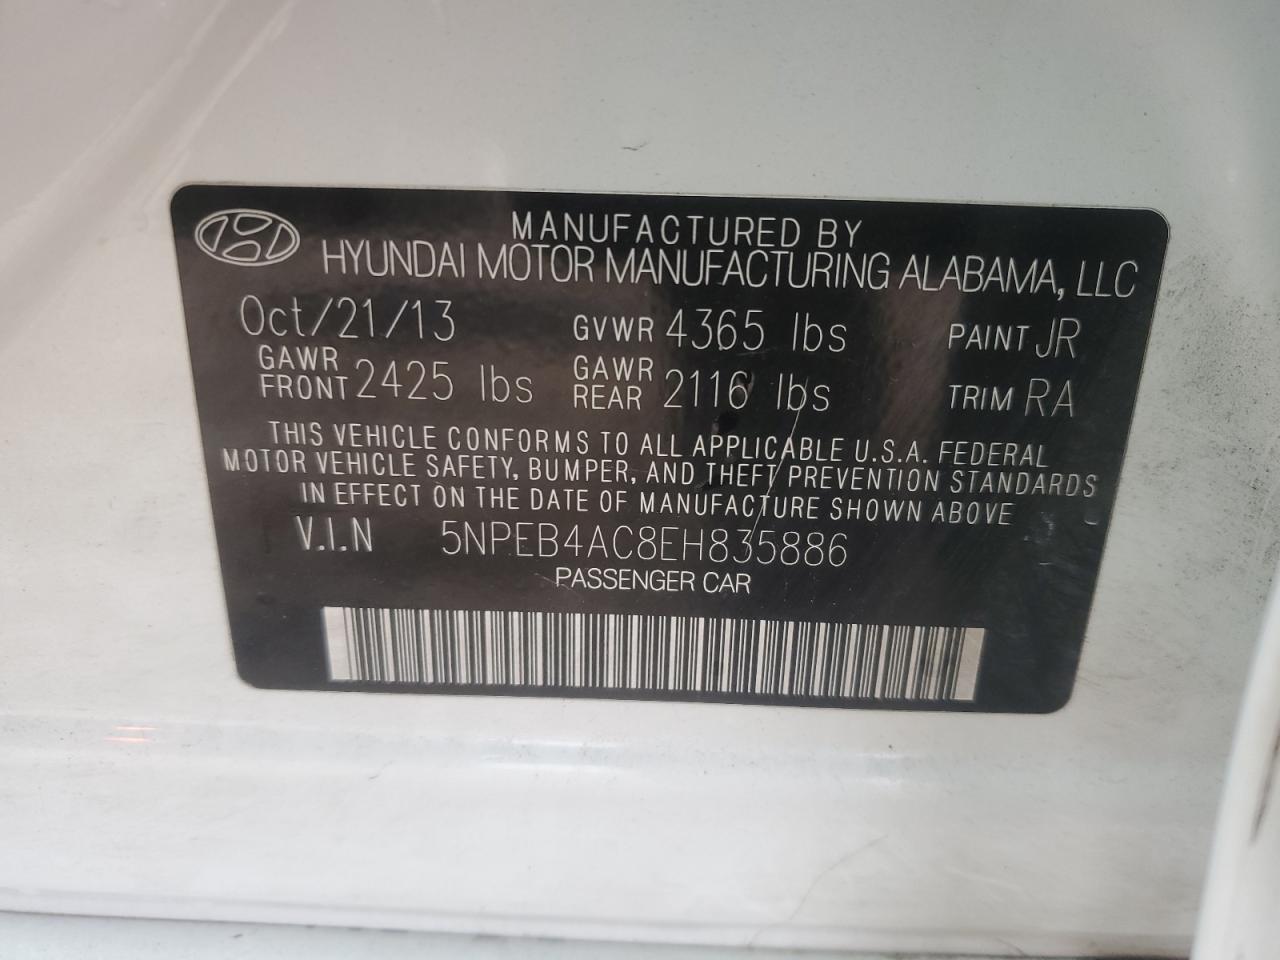 MANUFACTURED BY
HYUNDAI MOTOR MANUFACTURING ALABAMA, LLC
Oct/21/13 GVWR 4365 lbs PAINT JR
GAWR FRONT 2425 lbs GAWR REAR 2116 lbs TRIM RA
THIS VEHICLE CONFORMS TO ALL APPLICABLE U.S.A. FEDERAL
MOTOR VEHICLE SAFETY, BUMPER, AND THEFT PREVENTION STANDARDS
IN EFFECT ON THE DATE OF MANUFACTURE SHOWN ABOVE
V.I.N 5NPEB4AC8EH835886
PASSENGER CAR